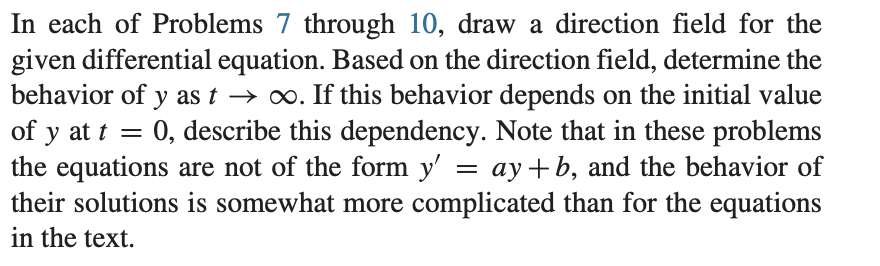 In each of Problems 7 through 10, draw a direction field for the
given differential equation. Based on the direction field, determine the
behavior of y as t → ∞. If this behavior depends on the initial value
of y at t = 0, describe this dependency. Note that in these problems
the equations are not of the form y′ = ay + b, and the behavior of
their solutions is somewhat more complicated than for the equations
in the text.